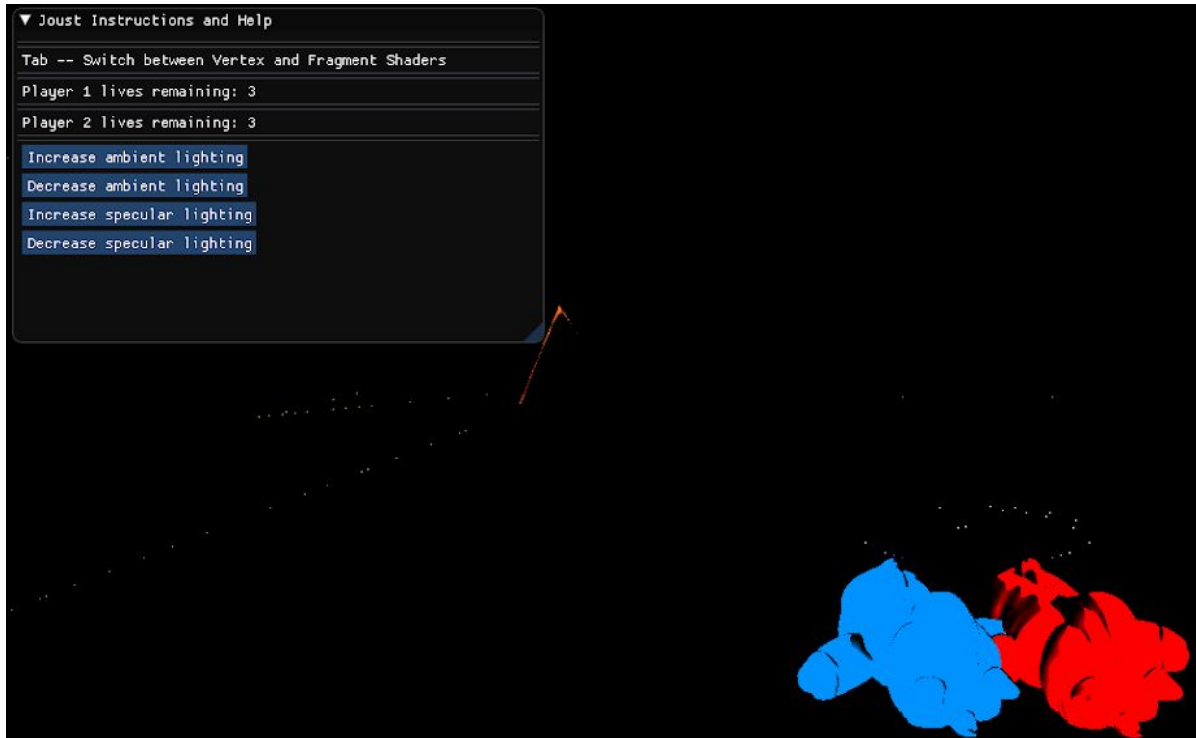 Joust Instructions and Help
Tab -- Switch between Vertex and Fragment Shaders
Player 1 lives remaining: 3
Player 2 lives remaining: 3
Increase ambient lighting
Decrease ambient lighting
Increase specular lighting
Decrease specular lighting